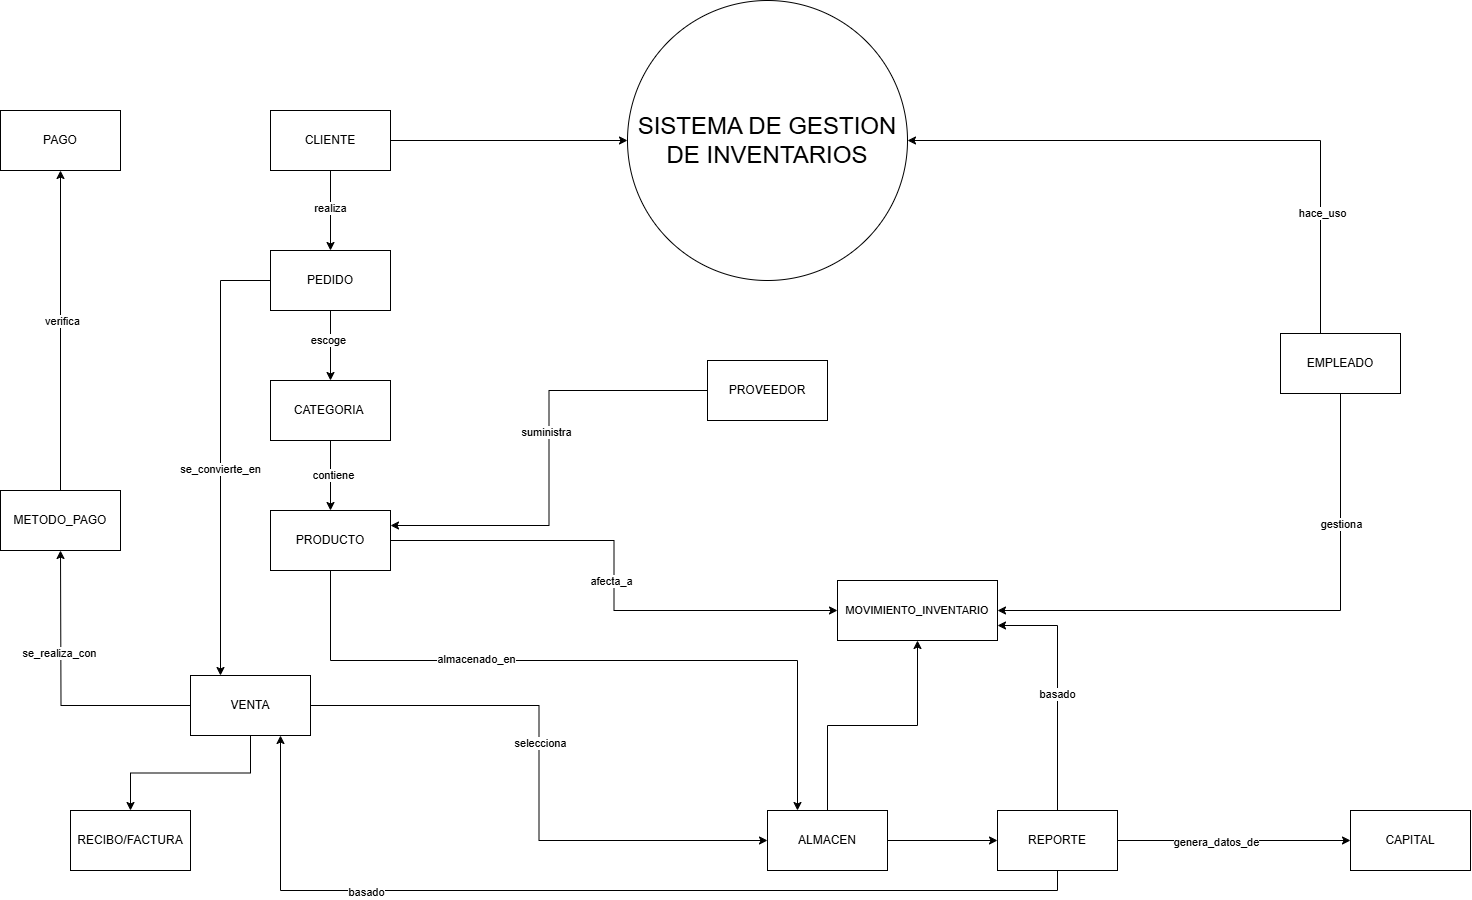 SISTEMA DE GESTION
DE INVENTARIOS
PAGO
CLIENTE
realiza
hace_uso
PEDIDO
verifica
escoge
EMPLEADO
PROVEEDOR
CATEGORIA
suministra
se_convierte_en
contiene
METODO_PAGO
gestiona
PRODUCTO
afecta_a
MOVIMIENTO_INVENTARIO
se_realiza_con
almacenado_en
basado
VENTA
selecciona
RECIBO/FACTURA
ALMACEN
REPORTE
genera_datos_de
CAPITAL
basado